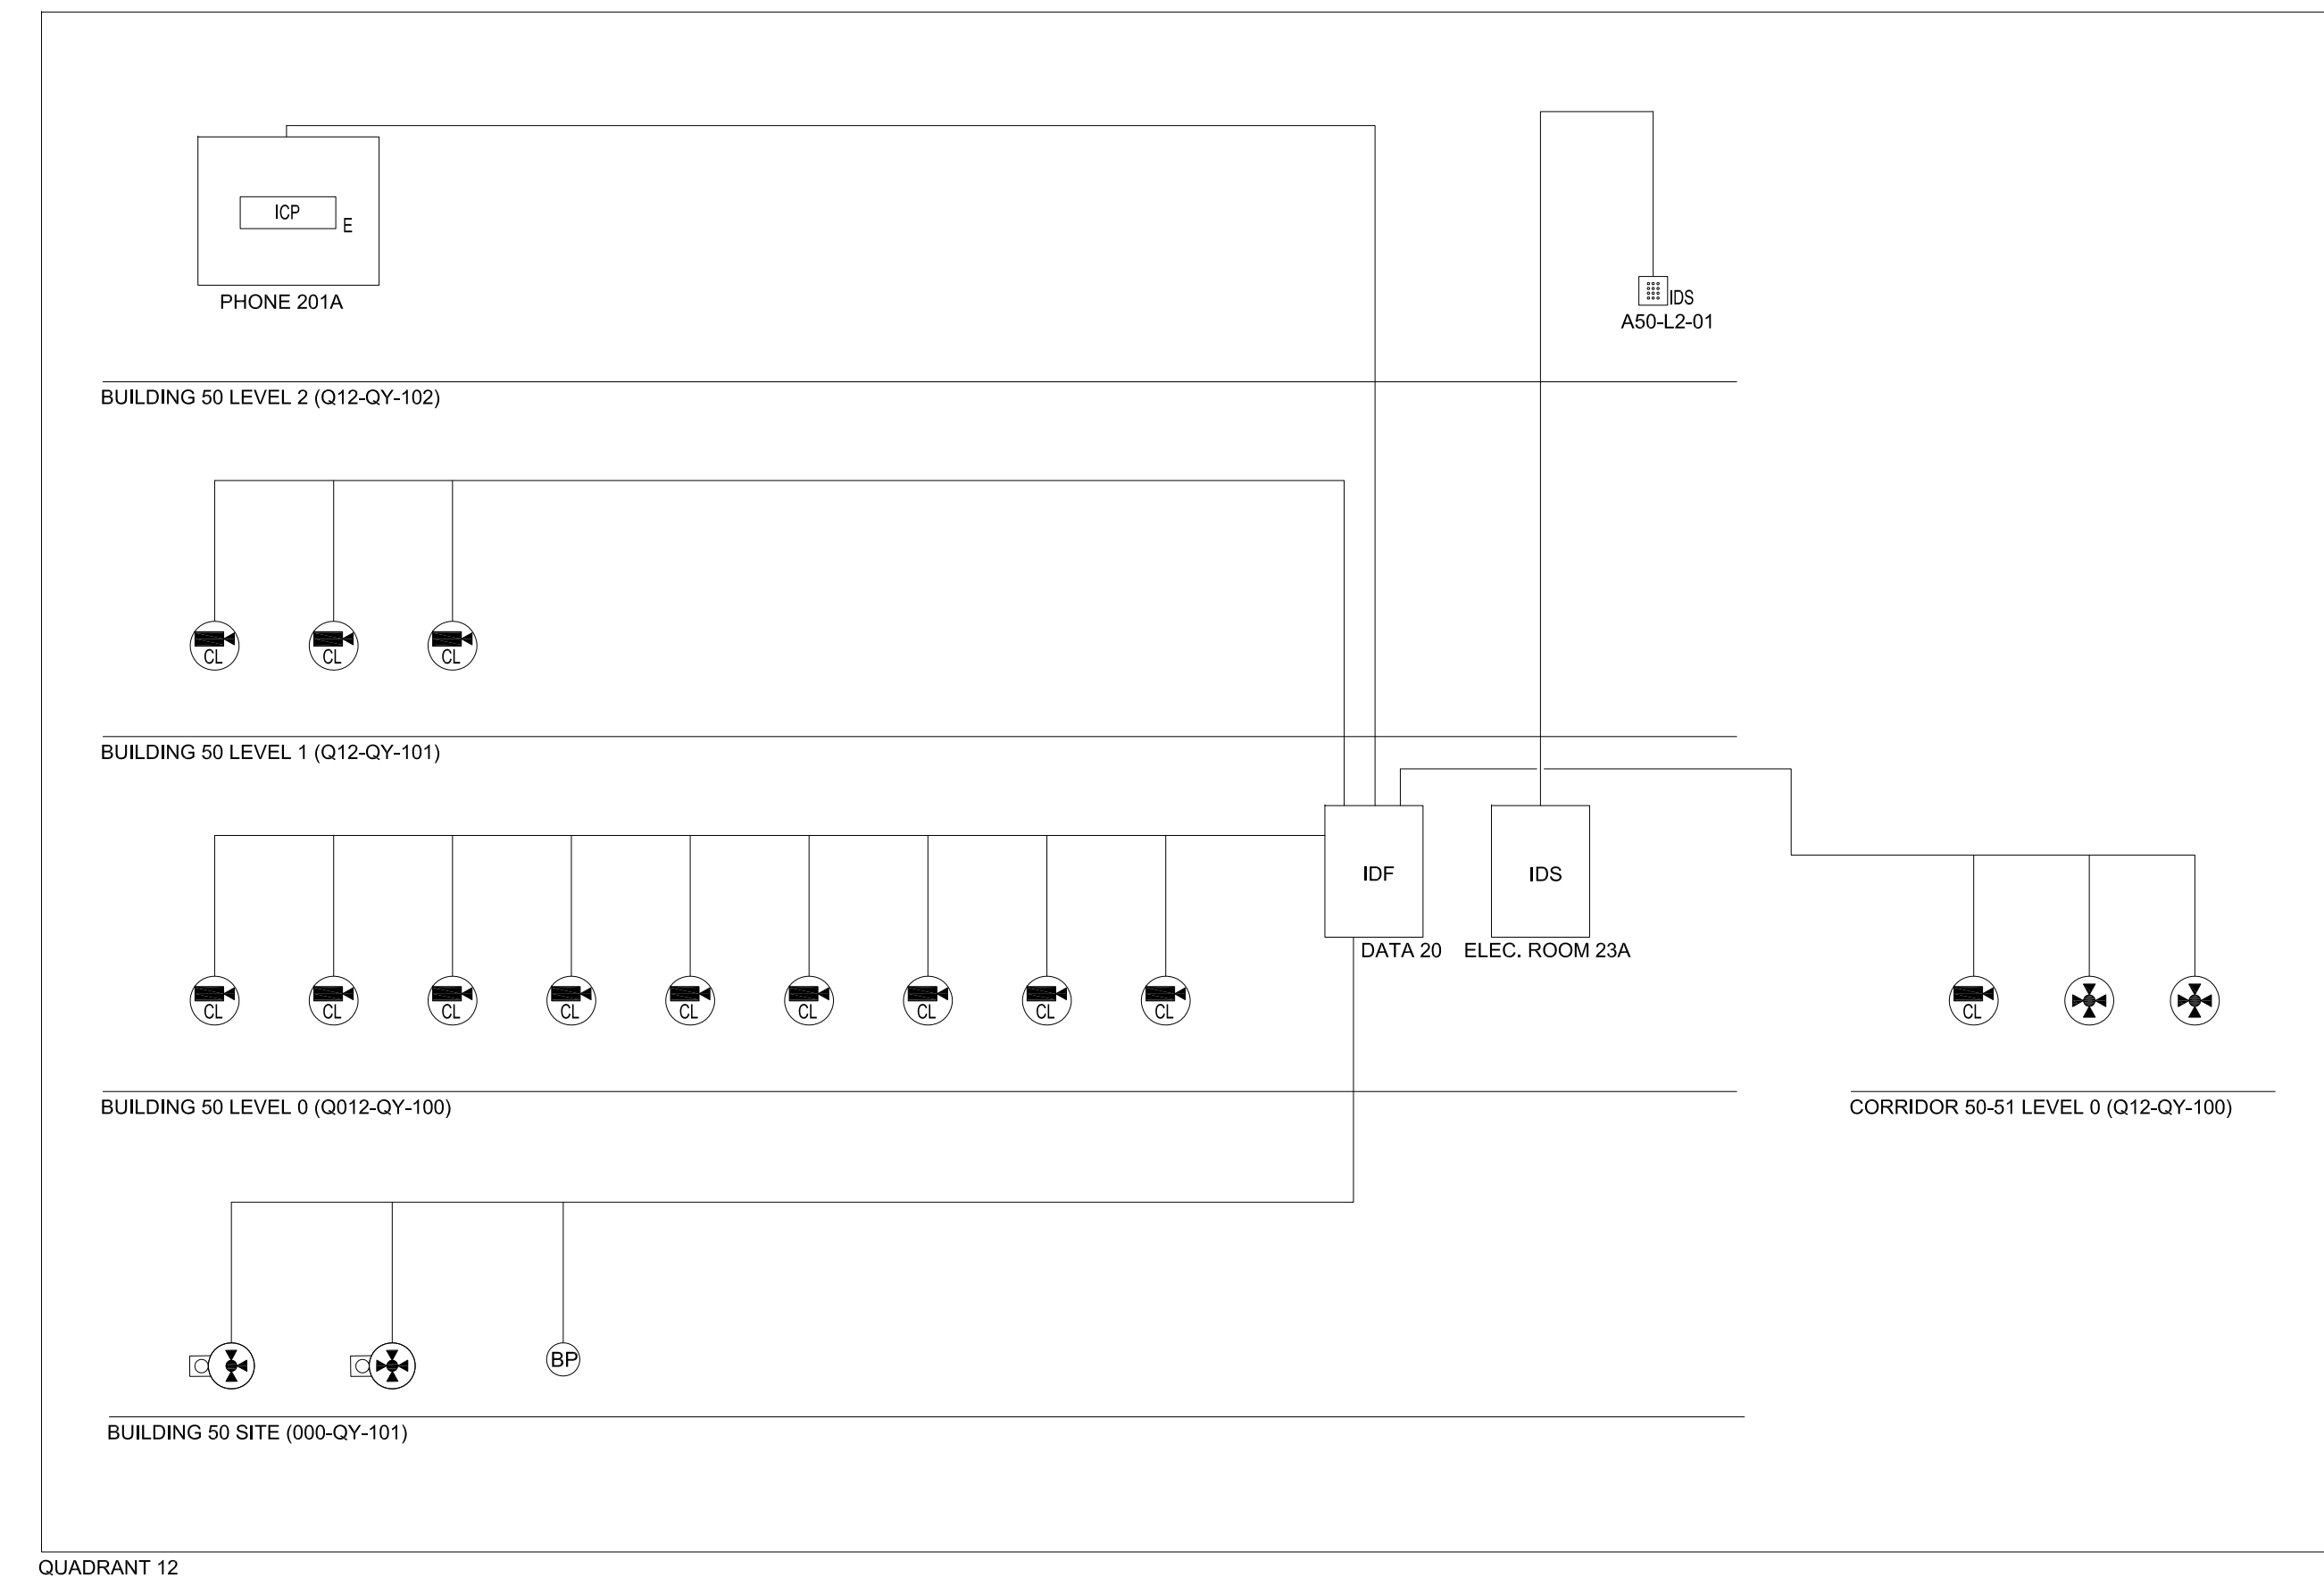 ICP
E
PHONE 201A
IDS
A50-L2-01
BUILDING 50 LEVEL 2 (Q12-QY-102)
CL CL CL
BUILDING 50 LEVEL 1 (Q12-QY-101)
IDF IDS
DATA 20 ELEC. ROOM 23A
CL CL CL CL CL CL CL CL CL CL
BUILDING 50 LEVEL 0 (Q012-QY-100)
CORRIDOR 50-51 LEVEL 0 (Q12-QY-100)
BP
BUILDING 50 SITE (000-QY-101)
QUADRANT 12